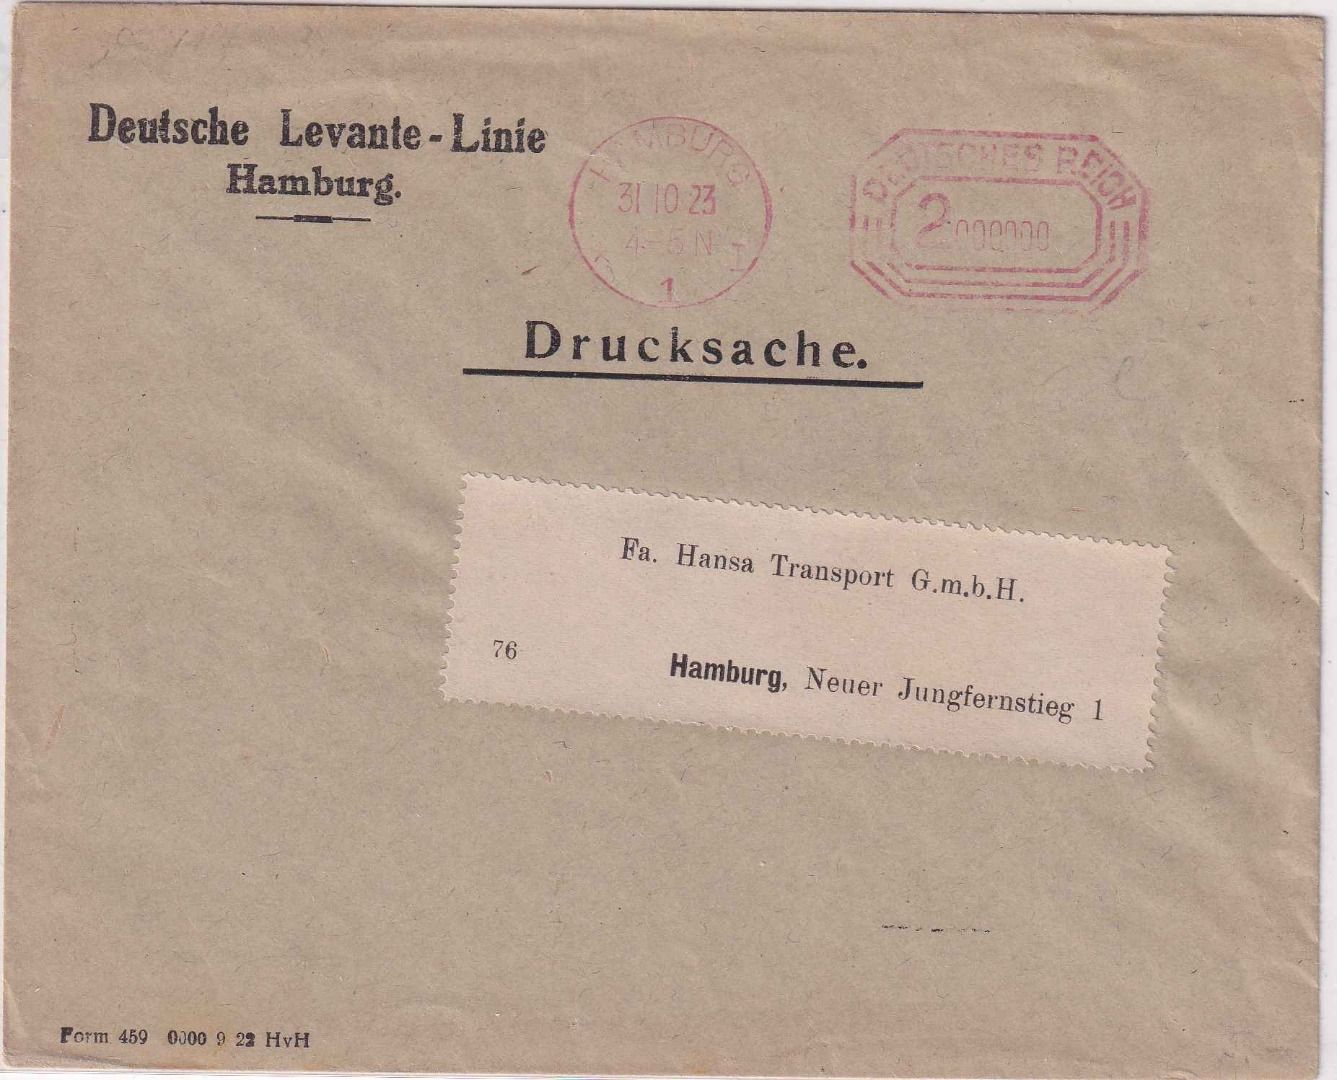 Deutsche Levante-Linie
Hamburg.
HAMBURG
31 10 23
4-5 N
1
DEUTSCHES REICH
2000000
Drucksache.
Fa. Hansa Transport G.m.b.H.
76
Hamburg, Neuer Jungfernstieg 1
Form 459 0000 9 22 HvH